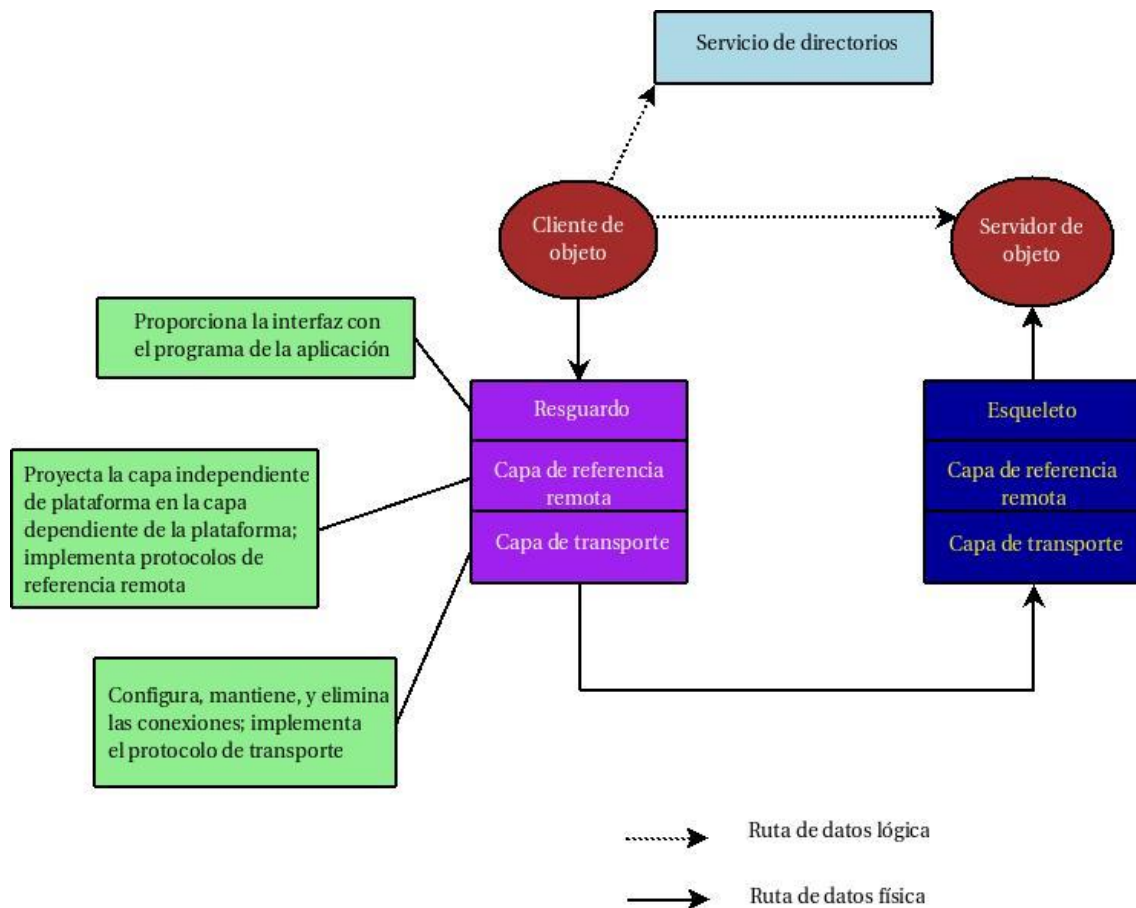 Servicio de directorios
Cliente de
objeto
Servidor de
objeto
Proporciona la interfaz con
el programa de la aplicación
Resguardo
Esqueleto
Proyecta la capa independiente
de plataforma en la capa
dependiente de la plataforma;
implementa protocolos de
referencia remota
Capa de referencia
remota
Capa de referencia
remota
Capa de transporte
Capa de transporte
Configura, mantiene, y elimina
las conexiones; implementa
el protocolo de transporte
Ruta de datos lógica
Ruta de datos física